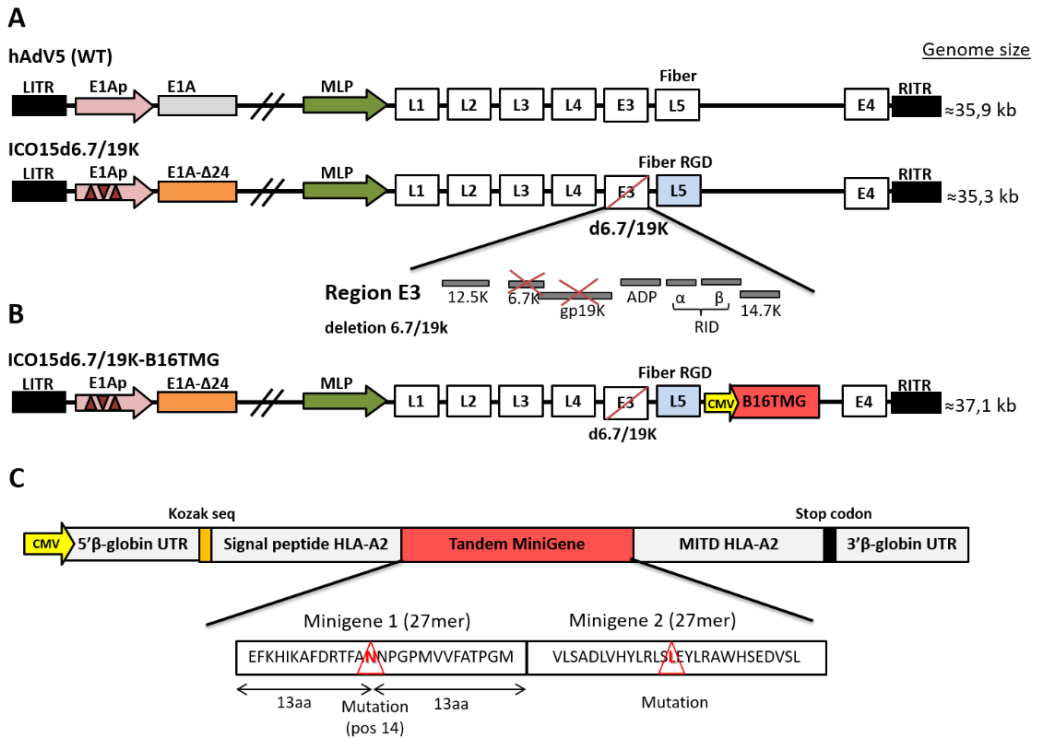 A
hAdV5 (WT)
Genome size
LITR E1Ap E1A MLP L1 L2 L3 L4 E3 Fiber L5 E4 RITR ≈35,9 kb
ICO15d6.7/19K
LITR E1Ap E1A-Δ24 MLP L1 L2 L3 L4 E3 Fiber RGD L5 E4 RITR ≈35,3 kb
d6.7/19K
Region E3
deletion 6.7/19k
12.5K 6.7K gp19K ADP α β RID 14.7K
B
ICO15d6.7/19K-B16TMG
LITR E1Ap E1A-Δ24 MLP L1 L2 L3 L4 E3 Fiber RGD L5 CMV B16TMG E4 RITR ≈37,1 kb
d6.7/19K
C
Kozak seq Stop codon
CMV 5'β-globin UTR Signal peptide HLA-A2 Tandem MiniGene MITD HLA-A2 3'β-globin UTR
Minigene 1 (27mer) Minigene 2 (27mer)
EFKHIKAFDRTFANNPGPMVVFATPGM VLSADLVHYLRLSLEYLRAWHSEDVSL
13aa 13aa
Mutation Mutation
(pos 14)